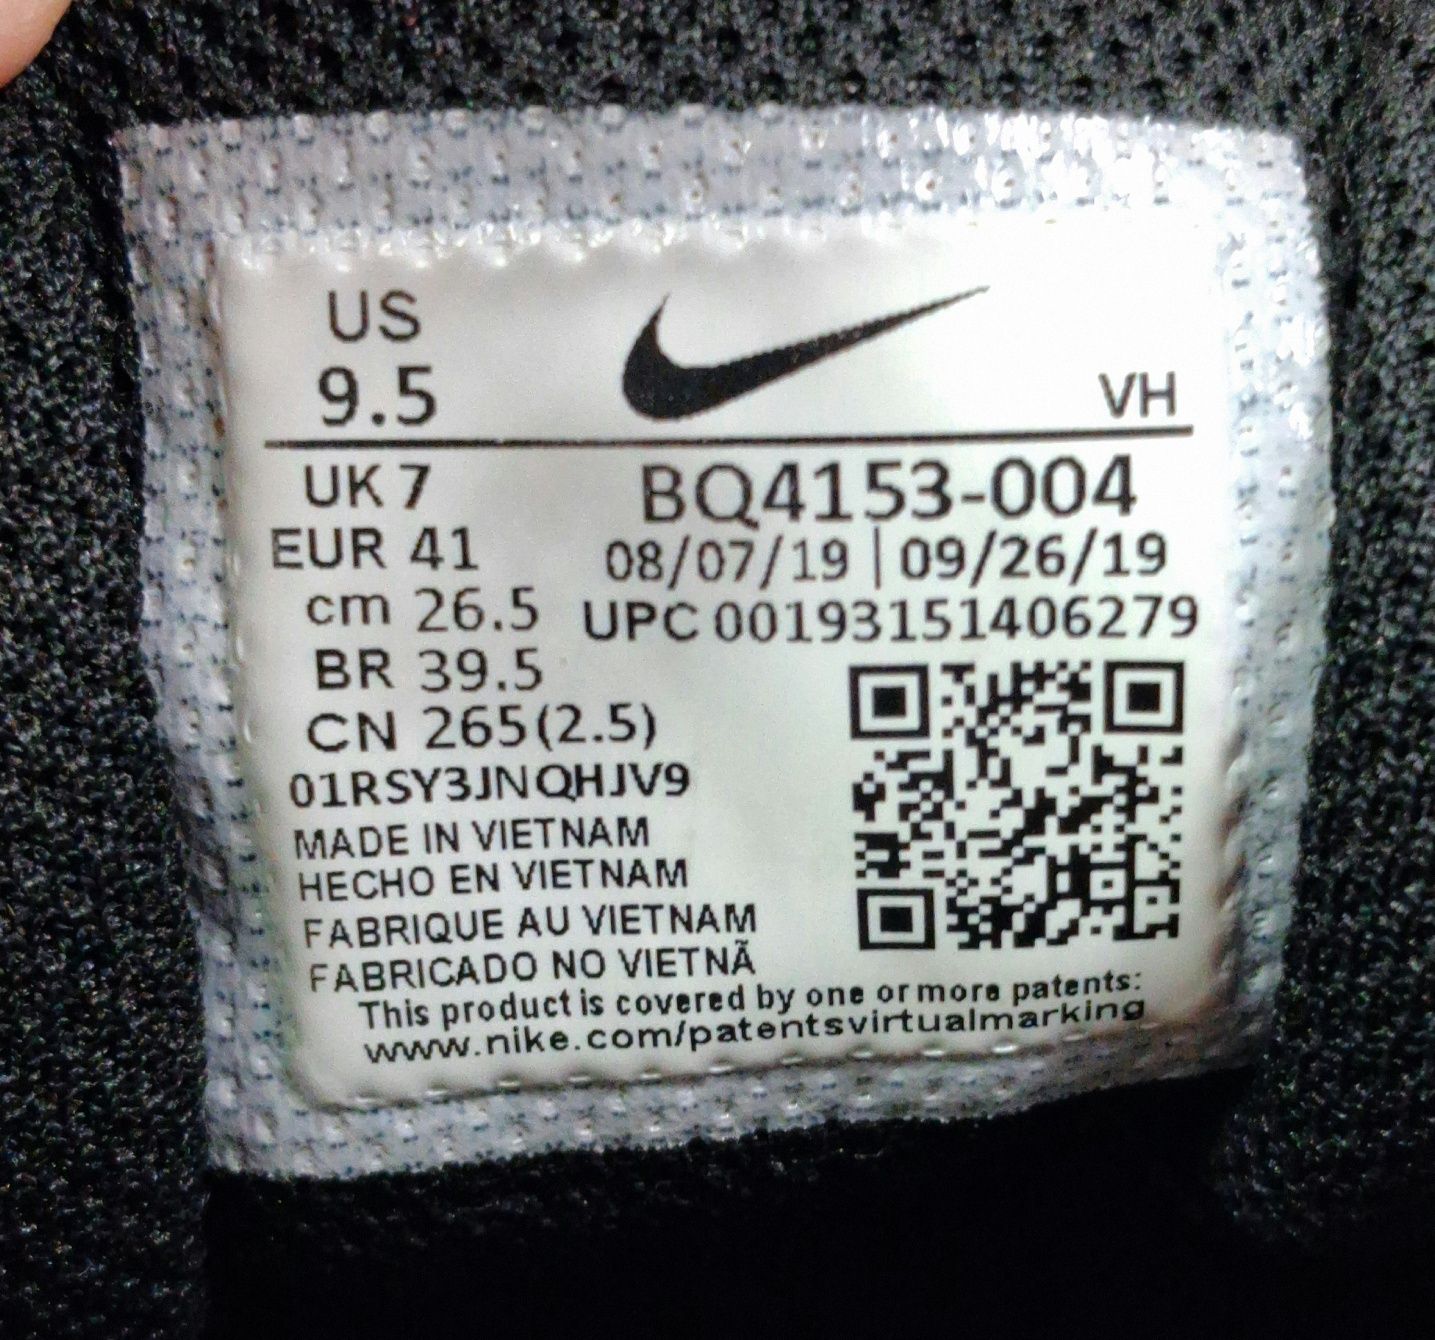 US
9.5
VH
UK 7
BQ4153-004
EUR 41
08/07/19 | 09/26/19
cm 26.5
UPC 00193151406279
BR 39.5
CN 265(2.5)
01RSY3JNQHJV9
MADE IN VIETNAM
HECHO EN VIETNAM
FABRIQUE AU VIETNAM
FABRICADO NO VIETNÃ
This product is covered by one or more patents:
www.nike.com/patentsvirtualmarking